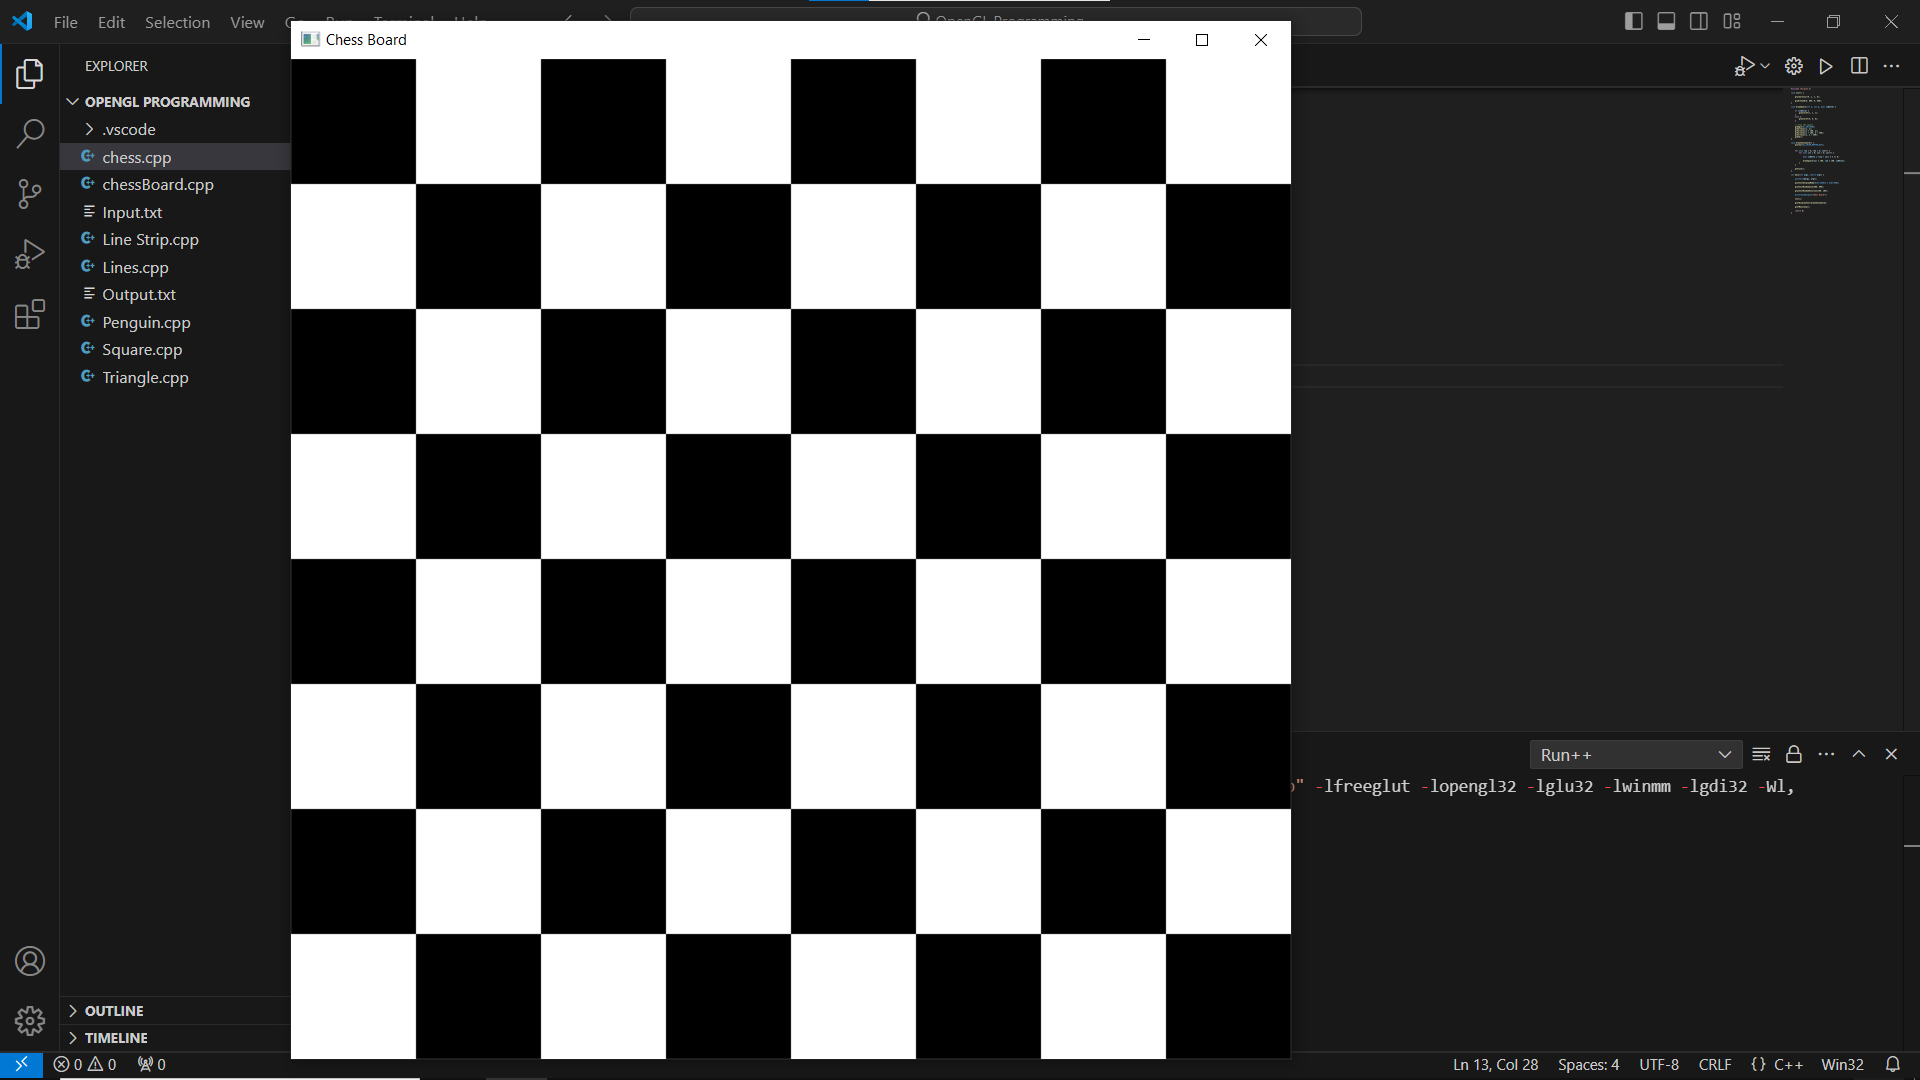 File Edit Selection View
Chess Board
EXPLORER
OPENGL PROGRAMMING
.vscode
chess.cpp
chessBoard.cpp
Input.txt
Line Strip.cpp
Lines.cpp
Output.txt
Penguin.cpp
Square.cpp
Triangle.cpp
Run++
" -lfreeglut -lopengl32 -lglu32 -lwinmm -lgdi32 -Wl,
OUTLINE
TIMELINE
0 0 0 Ln 13, Col 28 Spaces: 4 UTF-8 CRLF {} C++ Win32